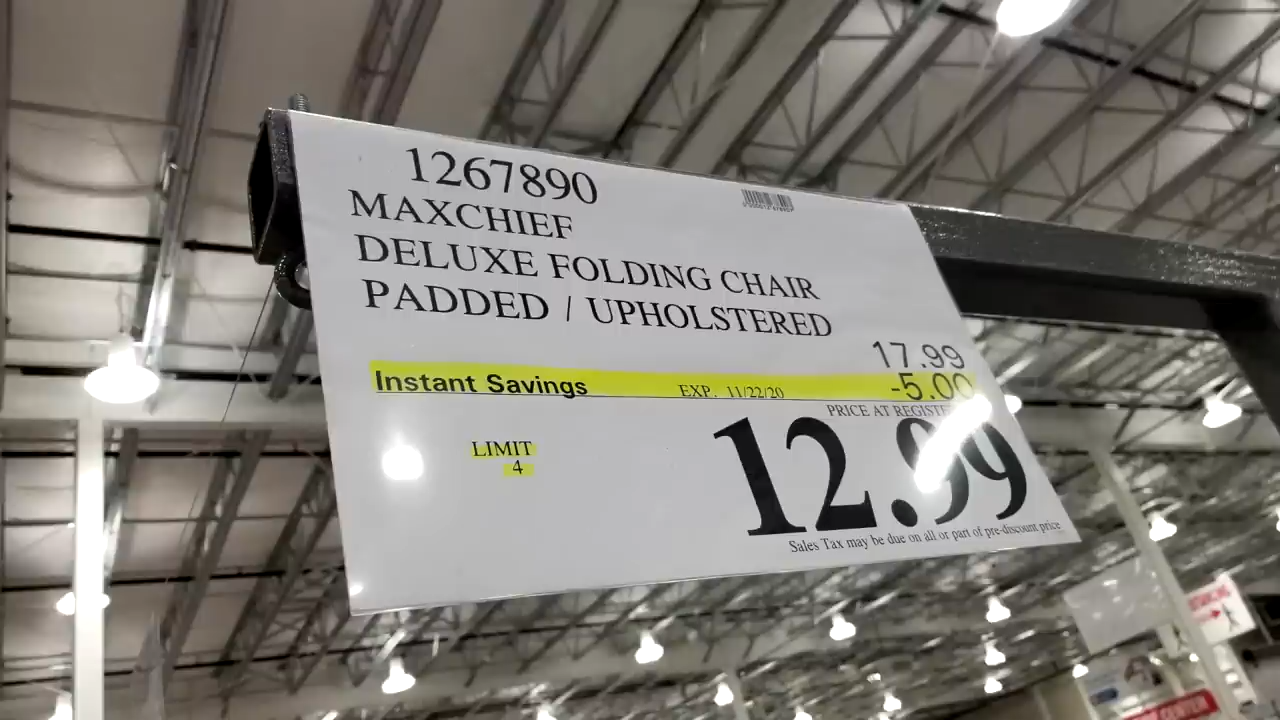 1267890
MAXCHIEF
DELUXE FOLDING CHAIR
PADDED / UPHOLSTERED
17.99
Instant Savings EXP. 11/22/20 -5.00
PRICE AT REGISTER
LIMIT
4
12.99
Sales Tax may be due on all or part of pre-discount price
CENTER